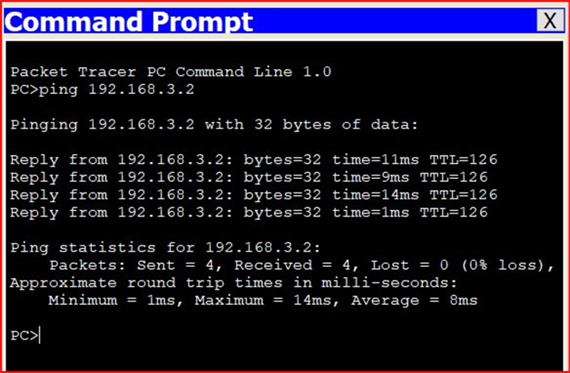 Command Prompt X
Packet Tracer PC Command Line 1.0
PC>ping 192.168.3.2
Pinging 192.168.3.2 with 32 bytes of data:
Reply from 192.168.3.2: bytes=32 time=11ms TTL=126
Reply from 192.168.3.2: bytes=32 time=9ms TTL=126
Reply from 192.168.3.2: bytes=32 time=14ms TTL=126
Reply from 192.168.3.2: bytes=32 time=1ms TTL=126
Ping statistics for 192.168.3.2:
Packets: Sent = 4, Received = 4, Lost = 0 (0% loss),
Approximate round trip times in milli-seconds:
Minimum = 1ms, Maximum = 14ms, Average = 8ms
PC>